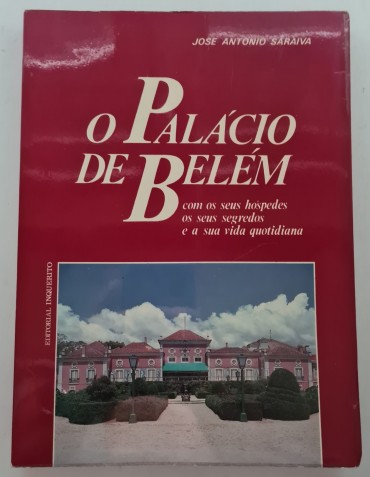 JOSÉ ANTÓNIO SARAIVA
O PALÁCIO
DE BELÉM
com os seus hóspedes
os seus segredos
e a sua vida quotidiana
EDITORIAL INQUÉRITO